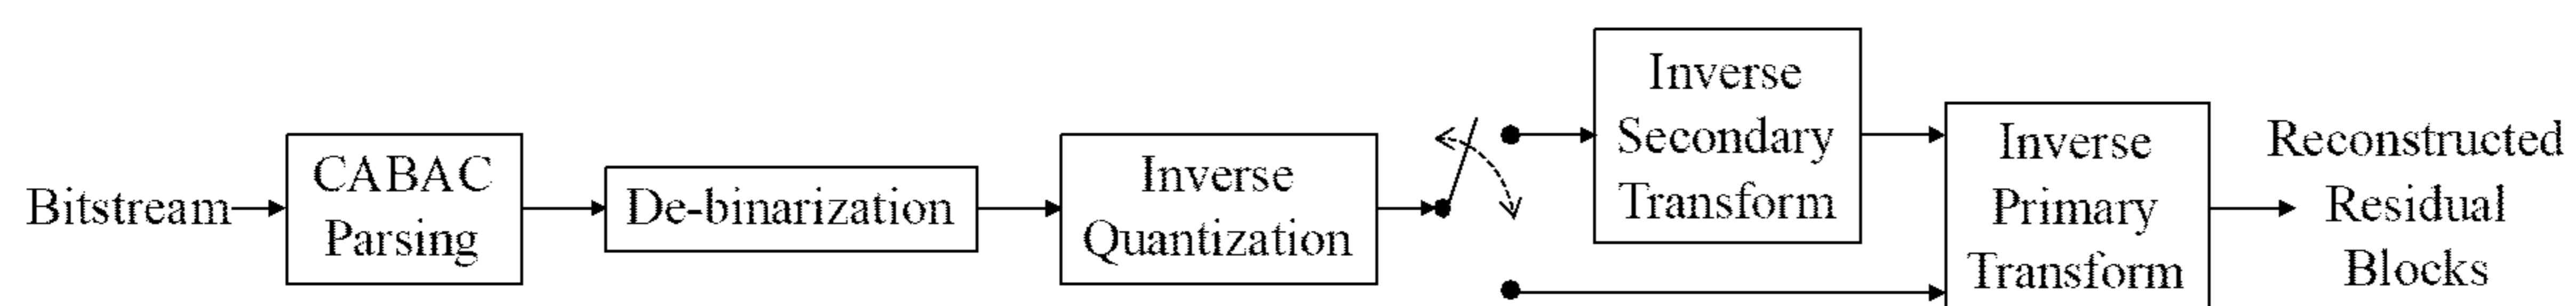 Bitstream
CABAC
Parsing
De-binarization
Inverse
Quantization
Inverse
Secondary
Transform
Inverse
Primary
Transform
Reconstructed
Residual
Blocks